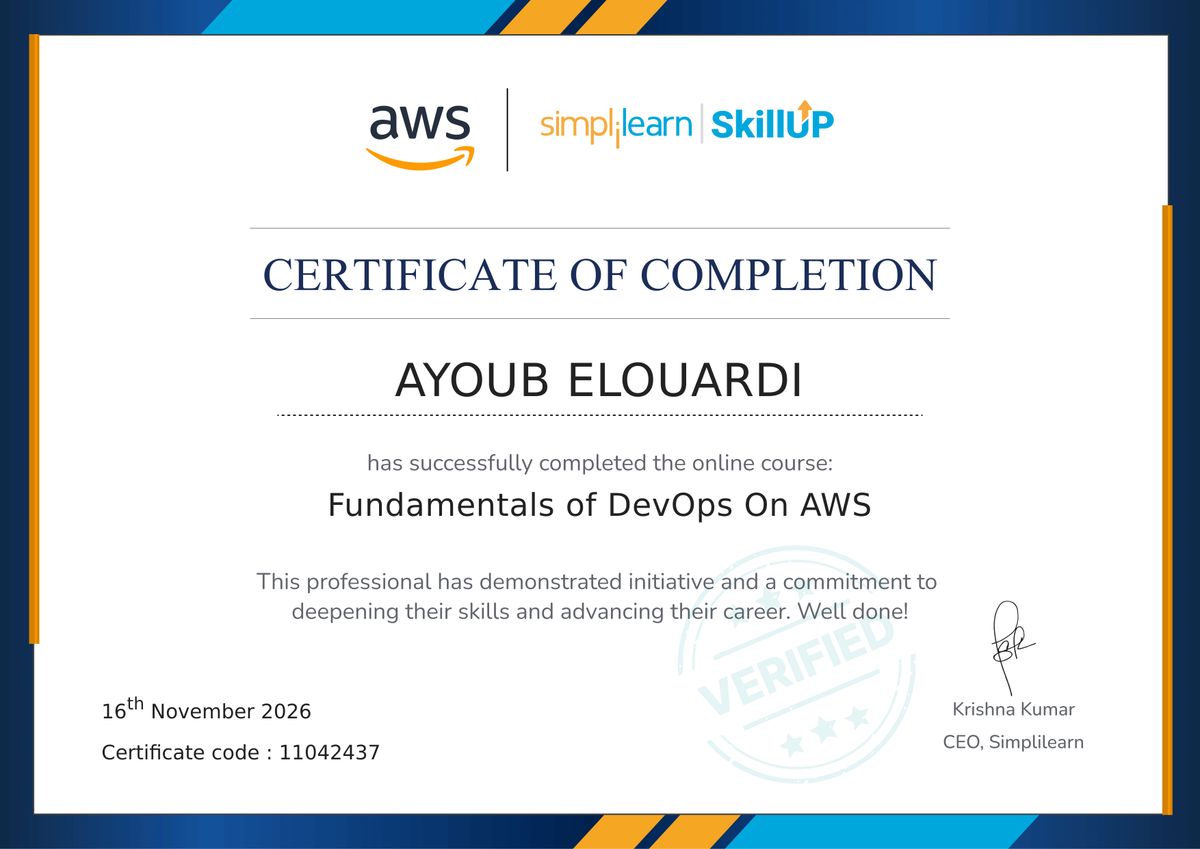 aws
simplilearn | SkillUP
CERTIFICATE OF COMPLETION
AYOUB ELOUARDI
has successfully completed the online course:
Fundamentals of DevOps On AWS
This professional has demonstrated initiative and a commitment to
deepening their skills and advancing their career. Well done!
VERIFIED
16th November 2026
Certificate code : 11042437
Krishna Kumar
CEO, Simplilearn